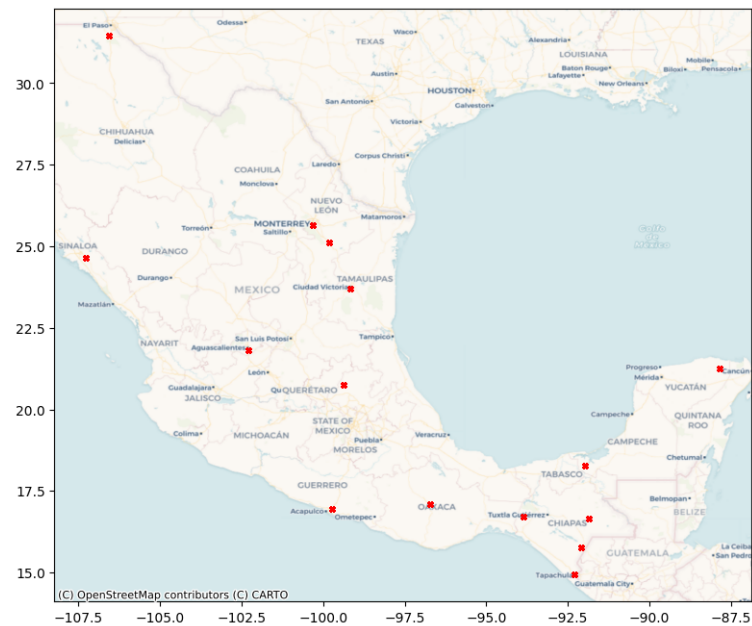 El Paso
Odessa
Waco
TEXAS
Alexandria
LOUISIANA
Mobile
Baton Rouge
Biloxi
Pensacola
Lafayette
Austin
New Orleans
HOUSTON
San Antonio
Galveston
Victoria
CHIHUAHUA
Delicias
Corpus Christi
COAHUILA
Laredo
Monclova
NUEVO
LEÓN
Matamoros
MONTERREY
Torreón
Saltillo
Golfo
de
México
SINALOA
DURANGO
Durango
TAMAULIPAS
Ciudad Victoria
MEXICO
Mazatlán
San Luis Potosí
Tampico
NAYARIT
Aguascalientes
León
Progreso
Mérida
Cancún
YUCATÁN
Guadalajara
JALISCO
Qu
QUERÉTARO
Campeche
QUINTANA
ROO
STATE OF
MEXICO
Colima
MICHOACÁN
Puebla
Veracruz
MORELOS
CAMPECHE
Chetumal
TABASCO
GUERRERO
Belmopan
BELIZE
Acapulco
Ometepec
OAXACA
Tuxtla Gutiérrez
CHIAPAS
GUATEMALA
La Ceiba
San Pedro
Tapachula
Guatemala City
(C) OpenStreetMap contributors (C) CARTO
30.0
27.5
25.0
22.5
20.0
17.5
15.0
−107.5
−105.0
−102.5
−100.0
−97.5
−95.0
−92.5
−90.0
−87.5